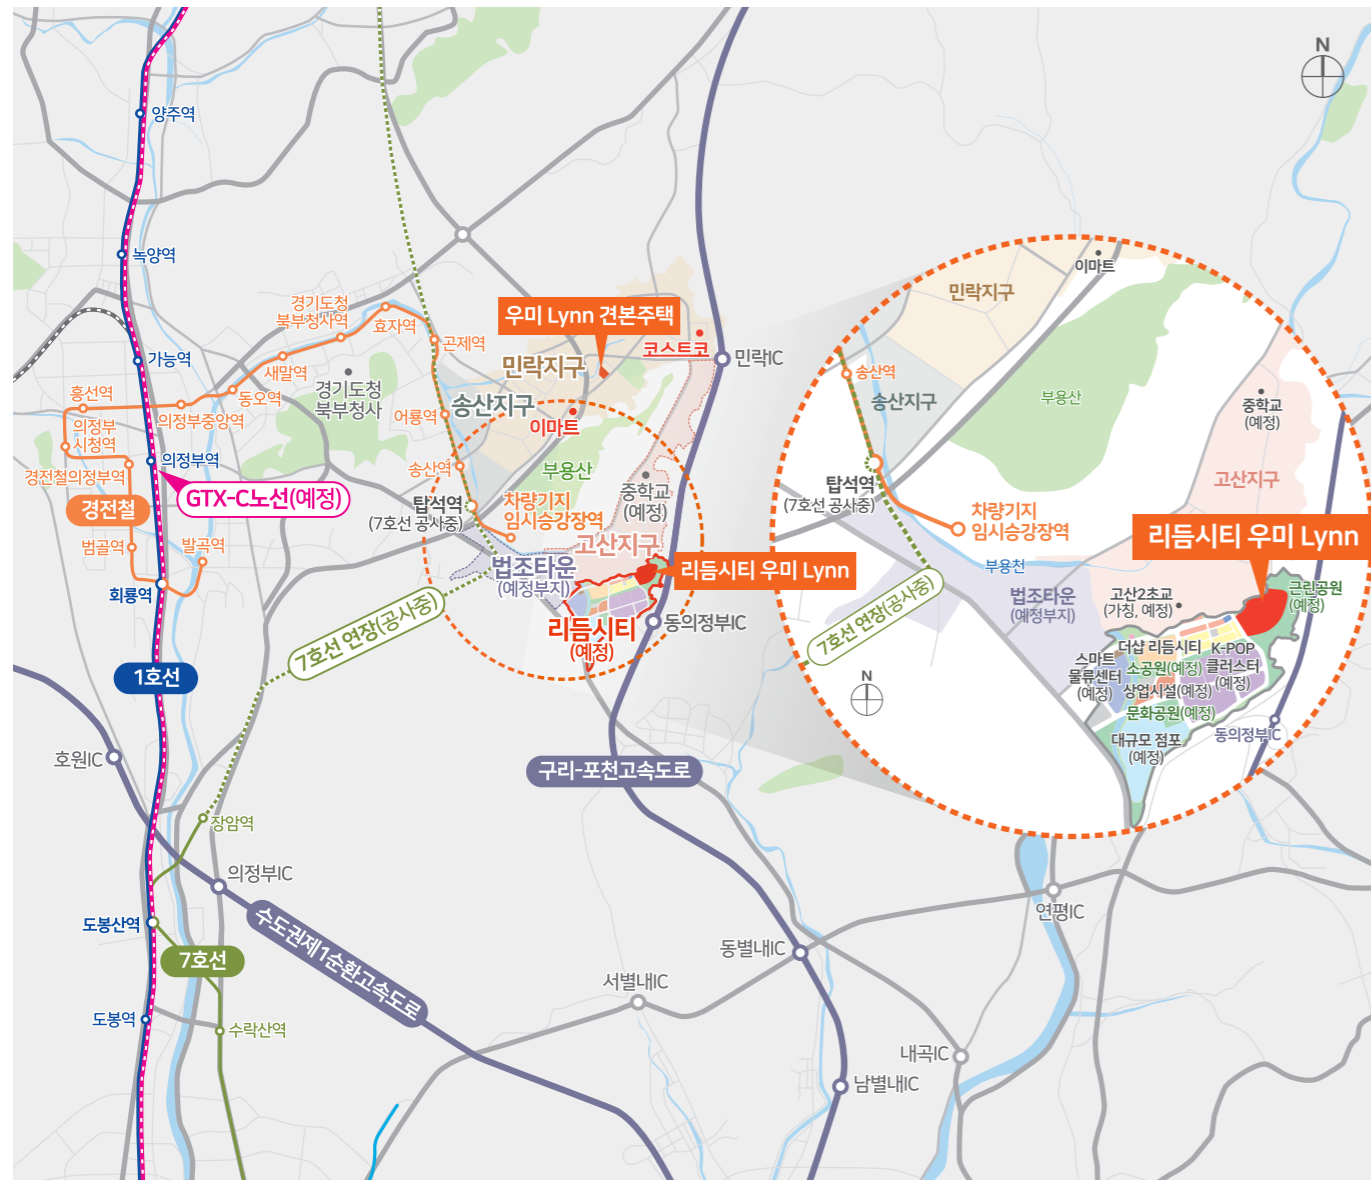 N
양주역
녹양역
가능역
의정부역
회룡역
도봉산역
도봉역
1호선
GTX-C노선(예정)
경기도청
북부청사역
효자역
곤제역
새말역
동오역
의정부중앙역
흥선역
의정부
시청역
경전철의정부역
경전철
범골역
발곡역
어룡역
송산역
경기도청
북부청사
탑석역
(7호선 공사중)
차량기지
임시승강장역
우미 Lynn 견본주택
코스트코
민락IC
민락지구
송산지구
이마트
부용산
중학교
(예정)
고산지구
법조타운
(예정부지)
리듬시티 우미 Lynn
리듬시티
(예정)
동의정부IC
7호선 연장(공사중)
구리-포천고속도로
호원IC
장암역
의정부IC
수도권제1순환고속도로
7호선
수락산역
서별내IC
동별내IC
남별내IC
내곡IC
연평IC
이마트
민락지구
송산역
송산지구
부용산
중학교
(예정)
고산지구
탑석역
(7호선 공사중)
차량기지
임시승강장역
리듬시티 우미 Lynn
부용천
법조타운
(예정부지)
고산2초교
(가칭, 예정)
근린공원
(예정)
7호선 연장(공사중)
더샵 리듬시티
K-POP
클러스터
(예정)
스마트
물류센터
(예정)
소공원(예정)
상업시설(예정)
문화공원(예정)
대규모 점포
(예정)
동의정부IC
N